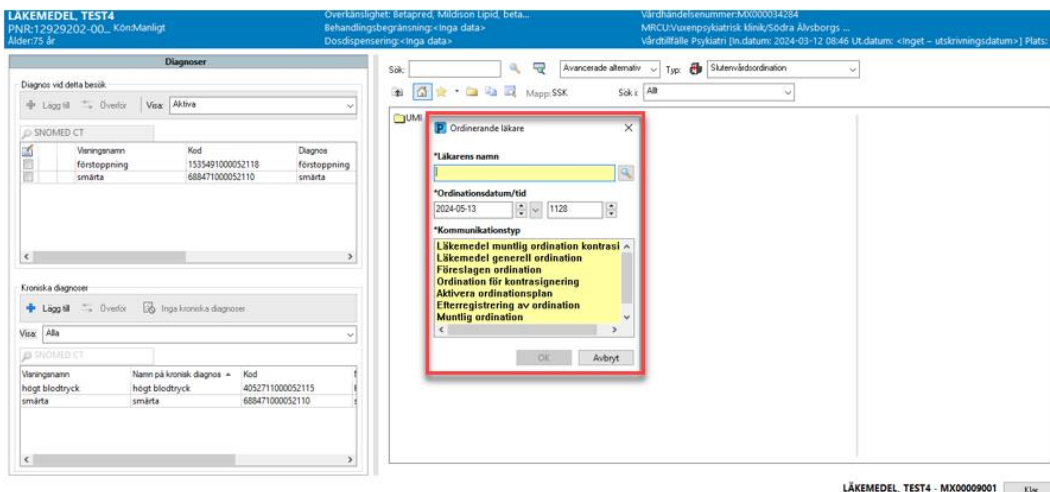 LÄKEMEDEL, TEST4
PNR:12929202-00... Kön:Manligt
Ålder:75 år
Överkänslighet: Betapred, Mildison Lipid, beta...
Behandlingsbegränsning:<Inga data>
Dosdispensering:<Inga data>
Vårdhändelsenummer:MX000034284
MRCU:Vuxenpsykiatrisk klinik/Södra Älvsborgs ...
Vårdtillfälle Psykiatri [In.datum: 2024-03-12 08:46 Ut.datum: <Inget – utskrivningsdatum>] Plats:
Diagnoser
Diagnos vid detta besök
Lägg till Överför Visa: Aktiva
SNOMED CT
Visningsnamn Kod Diagnos
förstoppning 1535491000052118 förstoppning
smärta 688471000052110 smärta
Kroniska diagnoser
Lägg till Överför Inga kroniska diagnoser
Visa: Alla
SNOMED CT
Visningsnamn Namn på kronisk diagnos Kod
högt blodtryck högt blodtryck 4052711000052115
smärta smärta 688471000052110
Sök: Avancerade alternativ Typ: Slutenvårdsordination
Mapp: SSK Sök i: Allt
UMI
Ordinerande läkare
*Läkarens namn
*Ordinationsdatum/tid
2024-05-13 1128
*Kommunikationstyp
Läkemedel muntlig ordination kontrasi
Läkemedel generell ordination
Föreslagen ordination
Ordination för kontrasignering
Aktivera ordinationsplan
Efterregistrering av ordination
Muntlig ordination
OK Avbryt
LÄKEMEDEL, TEST4 - MX00009001 Klar